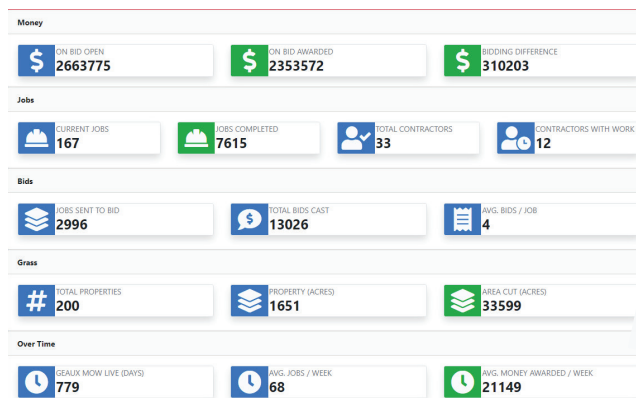 Money
ON BID OPEN
2663775
ON BID AWARDED
2353572
BIDDING DIFFERENCE
310203
Jobs
CURRENT JOBS
167
JOBS COMPLETED
7615
TOTAL CONTRACTORS
33
CONTRACTORS WITH WORK
12
Bids
JOBS SENT TO BID
2996
TOTAL BIDS CAST
13026
AVG. BIDS / JOB
4
Grass
TOTAL PROPERTIES
200
PROPERTY (ACRES)
1651
AREA CUT (ACRES)
33599
Over Time
GEAUX MOW LIVE (DAYS)
779
AVG. JOBS / WEEK
68
AVG. MONEY AWARDED / WEEK
21149